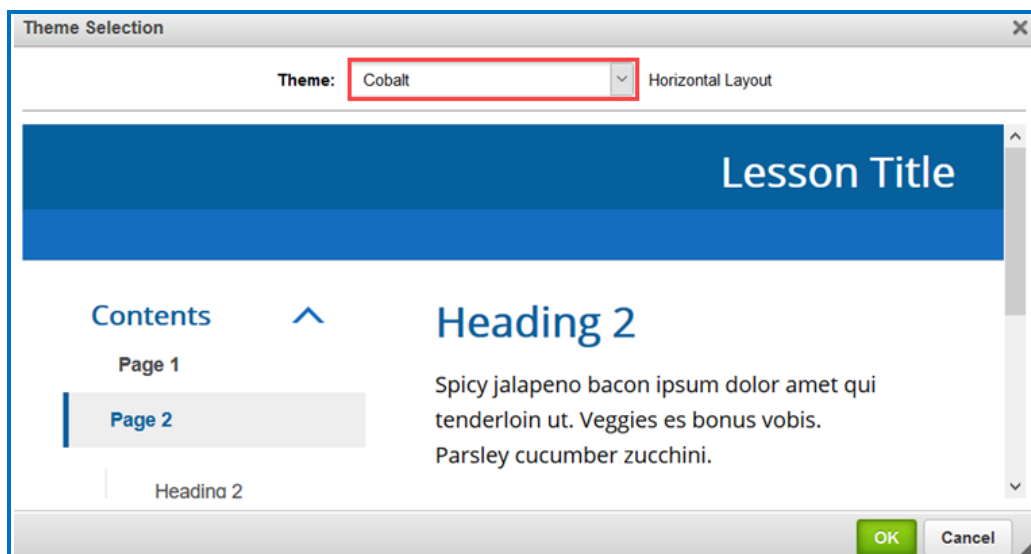 Theme Selection
Theme: Cobalt Horizontal Layout
Lesson Title
Contents
Page 1
Page 2
Heading 2
Heading 2
Spicy jalapeno bacon ipsum dolor amet qui
tenderloin ut. Veggies es bonus vobis.
Parsley cucumber zucchini.
OK Cancel